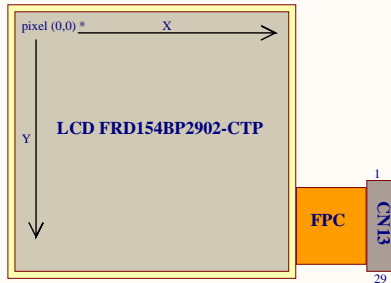 pixel (0,0) *
X
Y
LCD FRD154BP2902-CTP
1
FPC
CN13
29